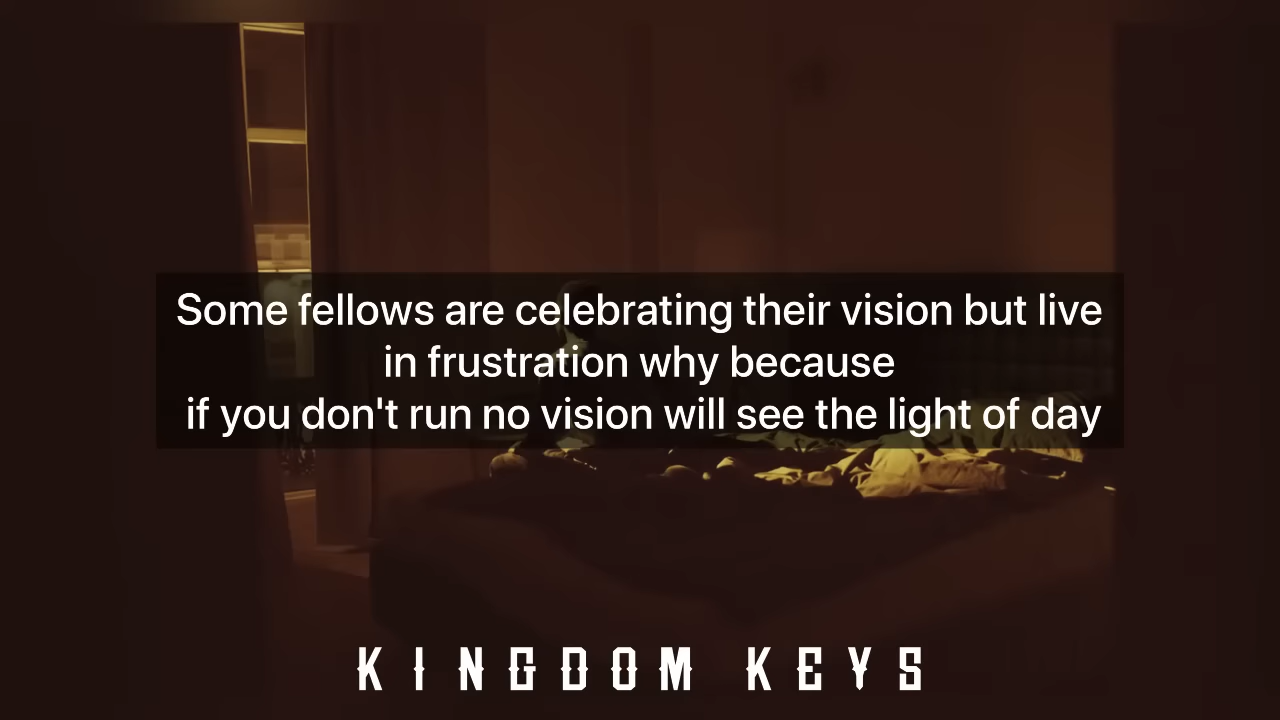 Some fellows are celebrating their vision but live
in frustration why because
if you don't run no vision will see the light of day
KINGDOM KEYS